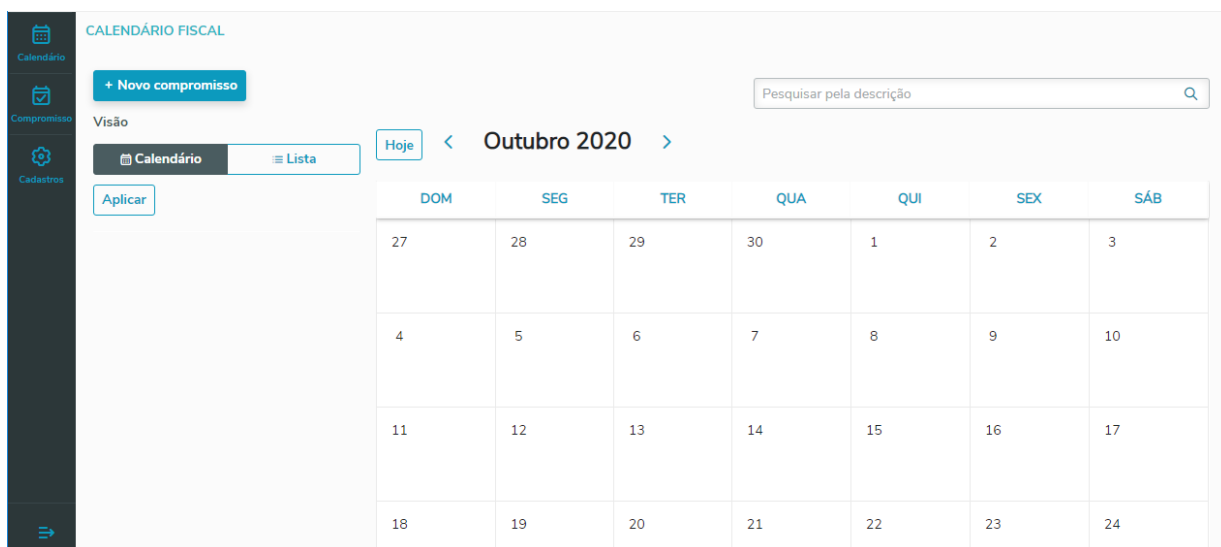 Calendário
Compromisso
Cadastros
CALENDÁRIO FISCAL
+ Novo compromisso
Pesquisar pela descrição
Visão
Calendário
Lista
Aplicar
Hoje
Outubro 2020
DOM SEG TER QUA QUI SEX SÁB
27 28 29 30 1 2 3
4 5 6 7 8 9 10
11 12 13 14 15 16 17
18 19 20 21 22 23 24